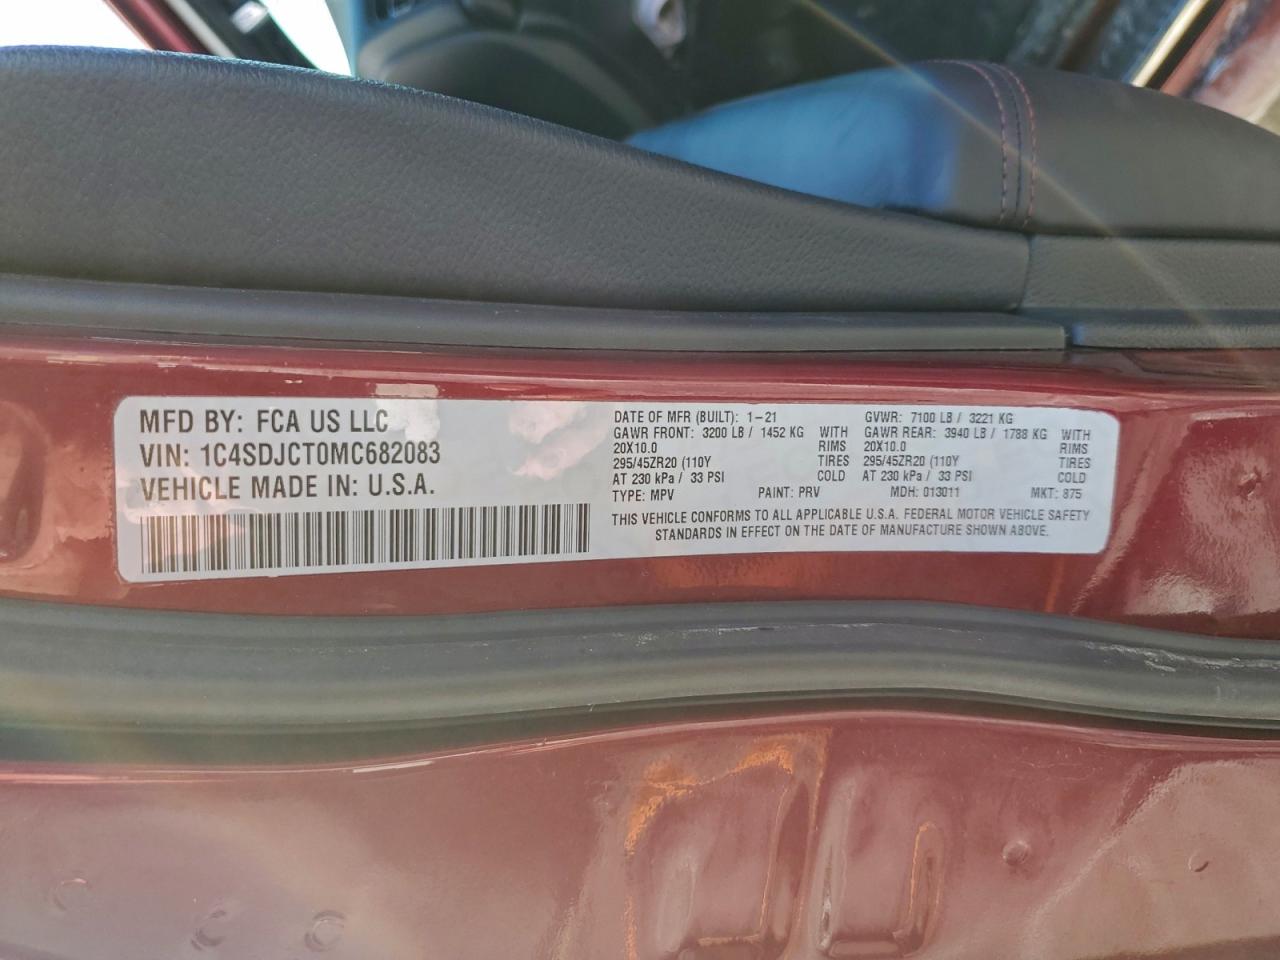 MFD BY: FCA US LLC
VIN: 1C4SDJCT0MC682083
VEHICLE MADE IN: U.S.A.
DATE OF MFR (BUILT): 1-21 GVWR: 7100 LB / 3221 KG
GAWR FRONT: 3200 LB / 1452 KG WITH GAWR REAR: 3940 LB / 1788 KG WITH
20X10.0 RIMS 20X10.0 RIMS
295/45ZR20 (110Y TIRES 295/45ZR20 (110Y TIRES
AT 230 kPa / 33 PSI COLD AT 230 kPa / 33 PSI COLD
TYPE: MPV PAINT: PRV MDH: 013011 MKT: 875
THIS VEHICLE CONFORMS TO ALL APPLICABLE U.S.A. FEDERAL MOTOR VEHICLE SAFETY
STANDARDS IN EFFECT ON THE DATE OF MANUFACTURE SHOWN ABOVE.